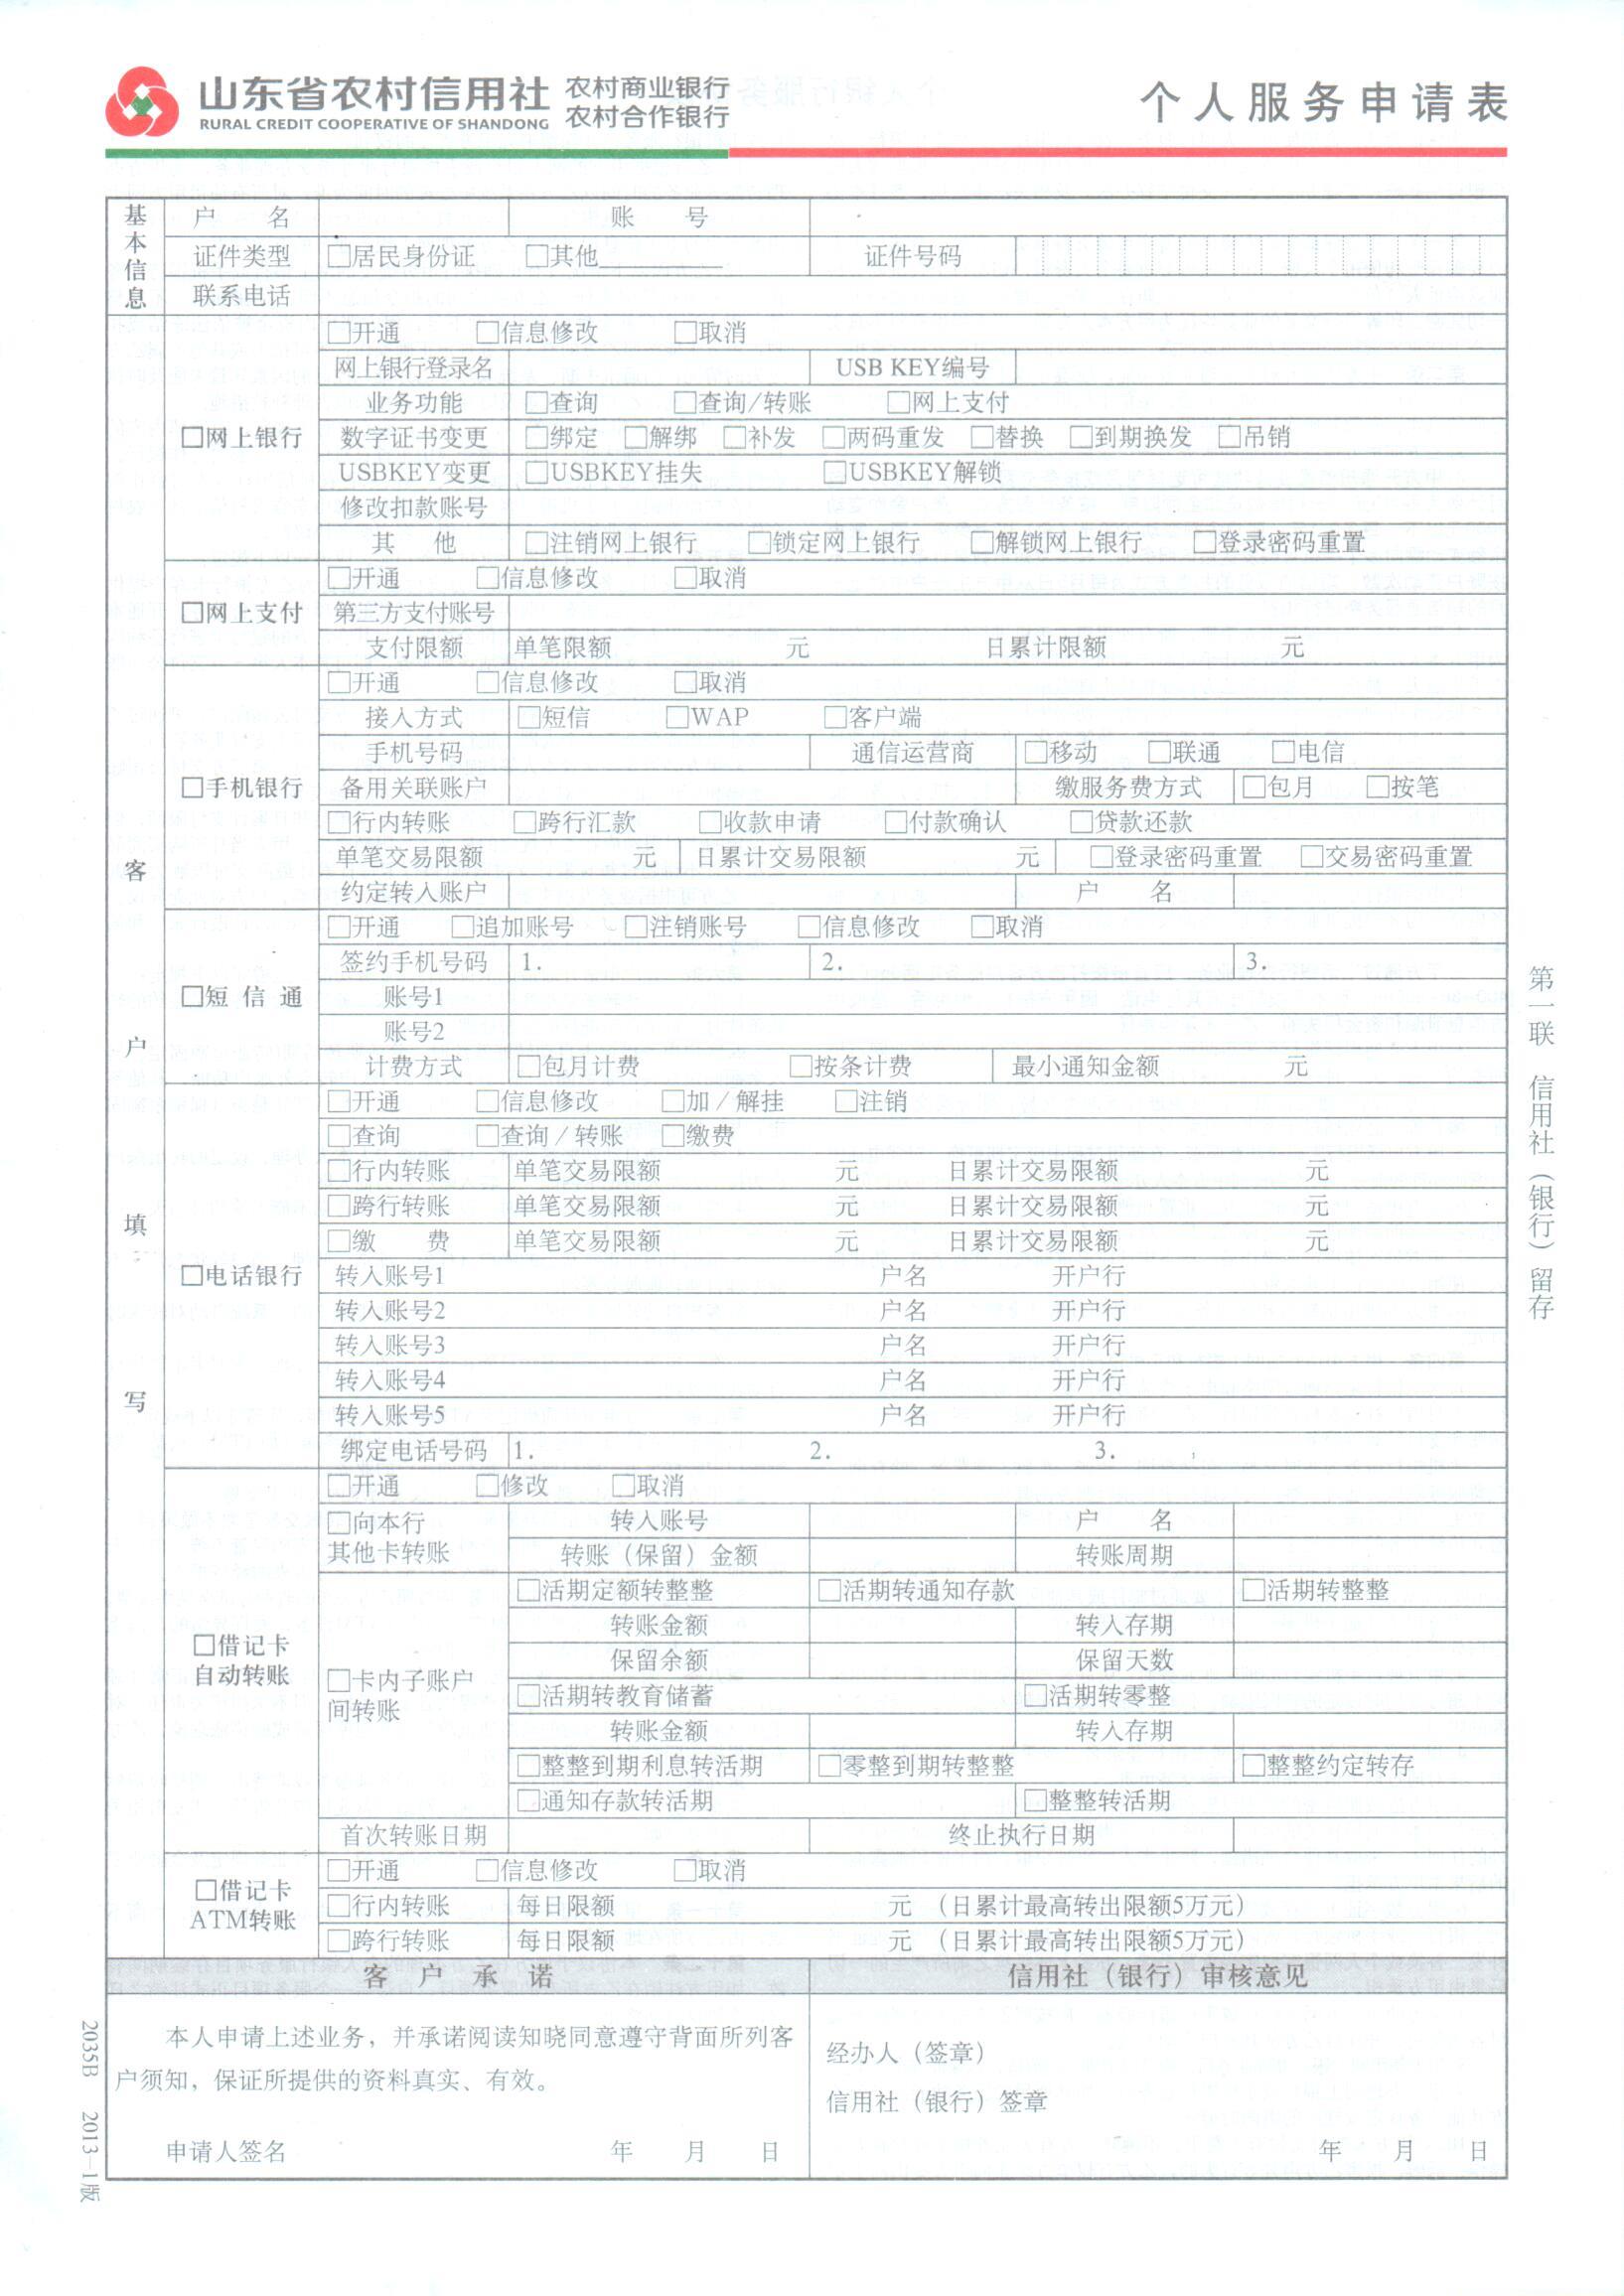 山东省农村信用社 农村商业银行
RURAL CREDIT COOPERATIVE OF SHANDONG 农村合作银行
个人服务申请表
基本信息
户 名 账 号
证件类型 □居民身份证 □其他 证件号码
联系电话
客户填写
□网上银行
□开通 □信息修改 □取消
网上银行登录名 USB KEY编号
业务功能 □查询 □查询/转账 □网上支付
数字证书变更 □绑定 □解绑 □补发 □两码重发 □替换 □到期换发 □吊销
USBKEY变更 □USBKEY挂失 □USBKEY解锁
修改扣款账号
其 他 □注销网上银行 □锁定网上银行 □解锁网上银行 □登录密码重置
□网上支付
□开通 □信息修改 □取消
第三方支付账号
支付限额 单笔限额 元 日累计限额 元
□手机银行
□开通 □信息修改 □取消
接入方式 □短信 □WAP □客户端
手机号码 通信运营商 □移动 □联通 □电信
备用关联账户 缴服务费方式 □包月 □按笔
□行内转账 □跨行汇款 □收款申请 □付款确认 □贷款还款
单笔交易限额 元 日累计交易限额 元 □登录密码重置 □交易密码重置
约定转入账户 户 名
□短信通
□开通 □追加账号 □注销账号 □信息修改 □取消
签约手机号码 1. 2. 3.
账号1
账号2
计费方式 □包月计费 □按条计费 最小通知金额 元
□电话银行
□开通 □信息修改 □加/解挂 □注销
□查询 □查询/转账 □缴费
□行内转账 单笔交易限额 元 日累计交易限额 元
□跨行转账 单笔交易限额 元 日累计交易限额 元
□缴 费 单笔交易限额 元 日累计交易限额 元
转入账号1 户名 开户行
转入账号2 户名 开户行
转入账号3 户名 开户行
转入账号4 户名 开户行
转入账号5 户名 开户行
绑定电话号码 1. 2. 3.
□借记卡
自动转账
□开通 □修改 □取消
□向本行
其他卡转账
转入账号 户 名
转账（保留）金额 转账周期
□卡内子账户
间转账
□活期定额转整整 □活期转通知存款 □活期转整整
转账金额 转入存期
保留余额 保留天数
□活期转教育储蓄 □活期转零整
转账金额 转入存期
□整整到期利息转活期 □零整到期转整整 □整整约定转存
□通知存款转活期 □整整转活期
首次转账日期 终止执行日期
□借记卡
ATM转账
□开通 □信息修改 □取消
□行内转账 每日限额 元 （日累计最高转出限额5万元）
□跨行转账 每日限额 元 （日累计最高转出限额5万元）
客 户 承 诺 信用社（银行）审核意见
本人申请上述业务，并承诺阅读知晓同意遵守背面所列客
户须知，保证所提供的资料真实、有效。
申请人签名 年 月 日
经办人（签章）
信用社（银行）签章
年 月 日
第一联 信用社（银行）留存
2035B 2013-1版